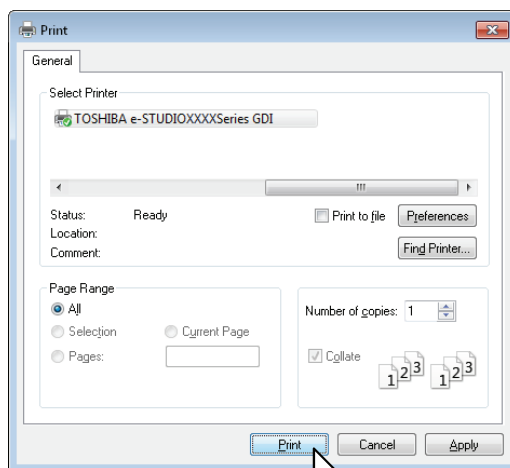 Print
General
Select Printer
TOSHIBA e-STUDIOXXXXSeries GDI
Status: Ready
Print to file
Preferences
Location:
Comment:
Find Printer...
Page Range
All
Selection
Current Page
Pages:
Number of copies: 1
Collate
1 2 3 1 2 3
Print
Cancel
Apply